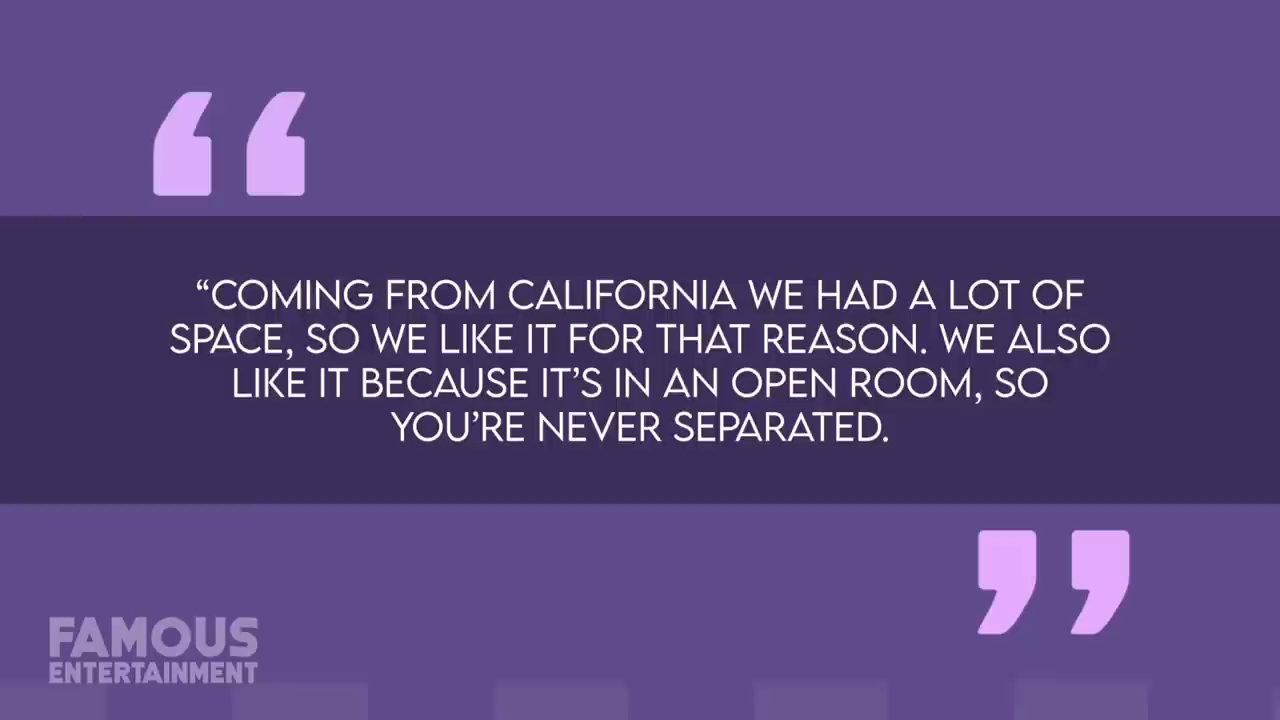 “COMING FROM CALIFORNIA WE HAD A LOT OF
SPACE, SO WE LIKE IT FOR THAT REASON. WE ALSO
LIKE IT BECAUSE IT’S IN AN OPEN ROOM, SO
YOU’RE NEVER SEPARATED.
FAMOUS
ENTERTAINMENT